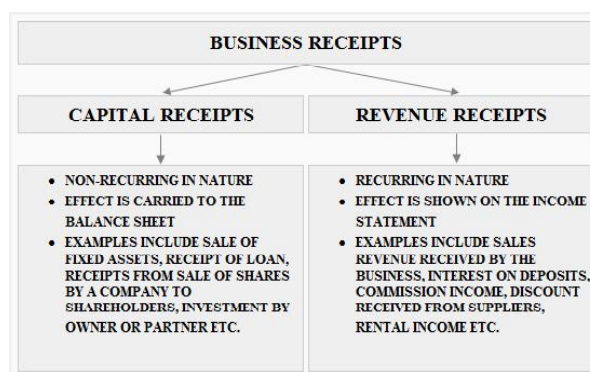 BUSINESS RECEIPTS
CAPITAL RECEIPTS
• NON-RECURRING IN NATURE
• EFFECT IS CARRIED TO THE
BALANCE SHEET
• EXAMPLES INCLUDE SALE OF
FIXED ASSETS, RECEIPT OF LOAN,
RECEIPTS FROM SALE OF SHARES
BY A COMPANY TO
SHAREHOLDERS, INVESTMENT BY
OWNER OR PARTNER ETC.
REVENUE RECEIPTS
• RECURRING IN NATURE
• EFFECT IS SHOWN ON THE INCOME
STATEMENT
• EXAMPLES INCLUDE SALES
REVENUE RECEIVED BY THE
BUSINESS, INTEREST ON DEPOSITS,
COMMISSION INCOME, DISCOUNT
RECEIVED FROM SUPPLIERS,
RENTAL INCOME ETC.